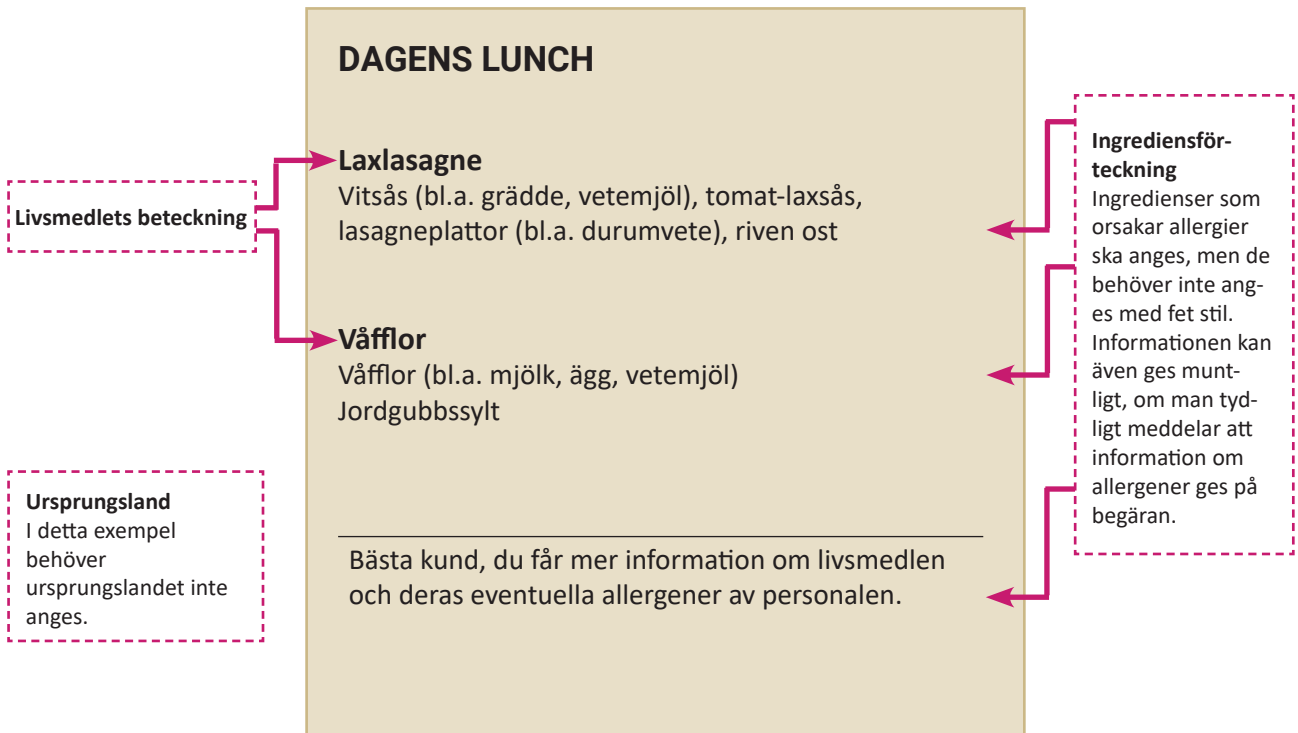 DAGENS LUNCH
Livsmedlets beteckning
Laxlasagne
Vitsås (bl.a. grädde, vetemjöl), tomat-laxsås,
lasagneplattor (bl.a. durumvete), riven ost
Våfflor
Våfflor (bl.a. mjölk, ägg, vetemjöl)
Jordgubbssylt
Bästa kund, du får mer information om livsmedlen
och deras eventuella allergener av personalen.
Ursprungsland
I detta exempel
behöver
ursprungslandet inte
anges.
Ingrediensför-
teckning
Ingredienser som
orsakar allergier
ska anges, men de
behöver inte ang-
es med fet stil.
Informationen kan
även ges munt-
ligt, om man tyd-
ligt meddelar att
information om
allergener ges på
begäran.